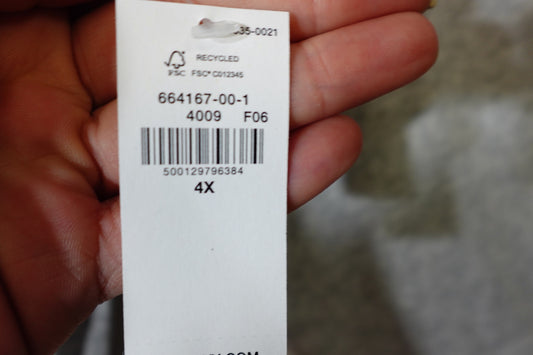 35-0021
RECYCLED
FSC FSC® C012345
664167-00-1
4009 F06
500129796384
4X